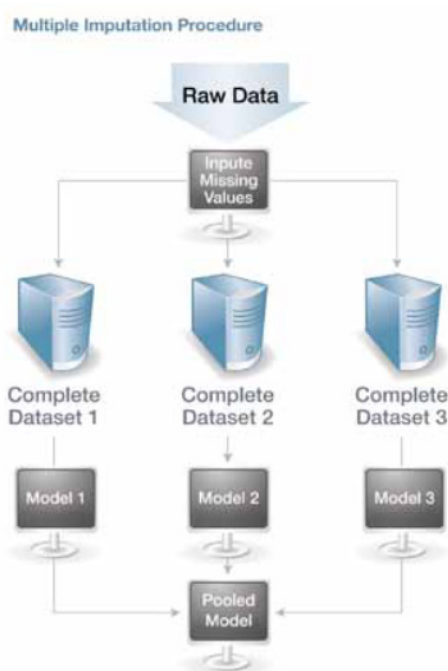 Multiple Imputation Procedure
Raw Data
Inpute
Missing
Values
Complete
Dataset 1
Complete
Dataset 2
Complete
Dataset 3
Model 1
Model 2
Model 3
Pooled
Model